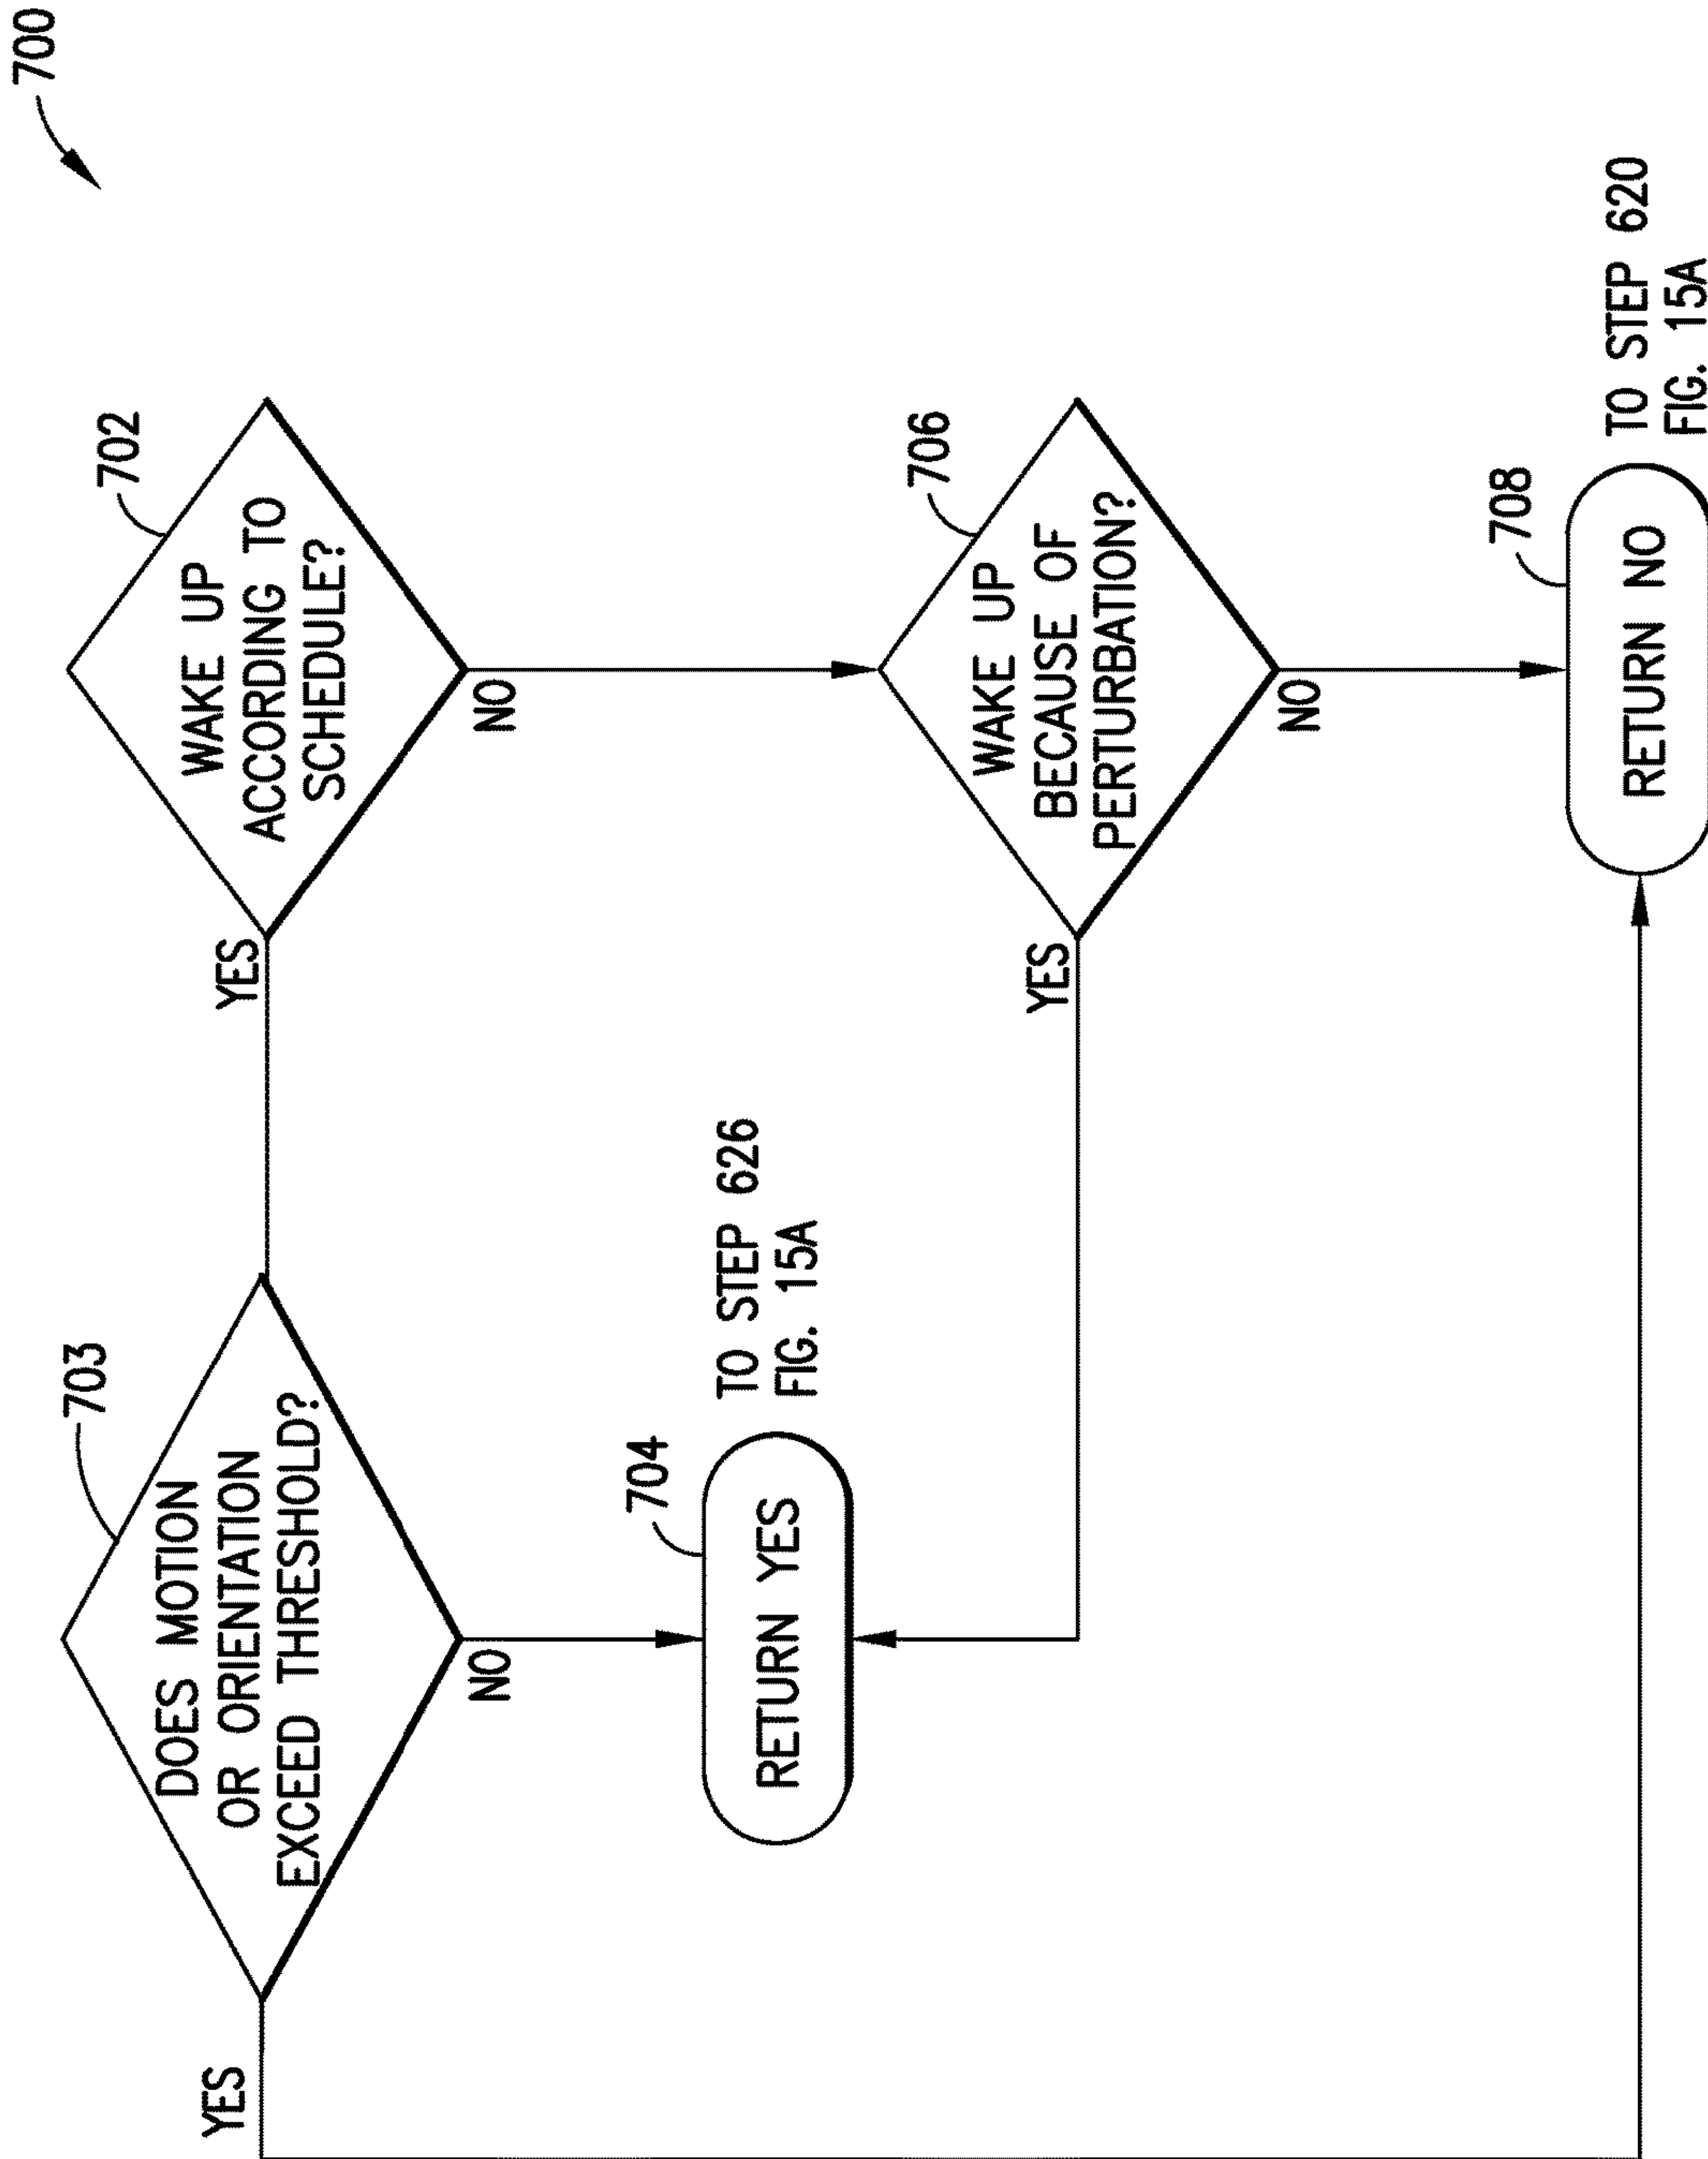 700
703
DOES MOTION
OR ORIENTATION
EXCEED THRESHOLD?
YES
NO
702
WAKE UP
ACCORDING TO
SCHEDULE?
YES
NO
704
RETURN YES
TO STEP 626
FIG. 15A
706
WAKE UP
BECAUSE OF
PERTURBATION?
YES
NO
708
RETURN NO
TO STEP 620
FIG. 15A